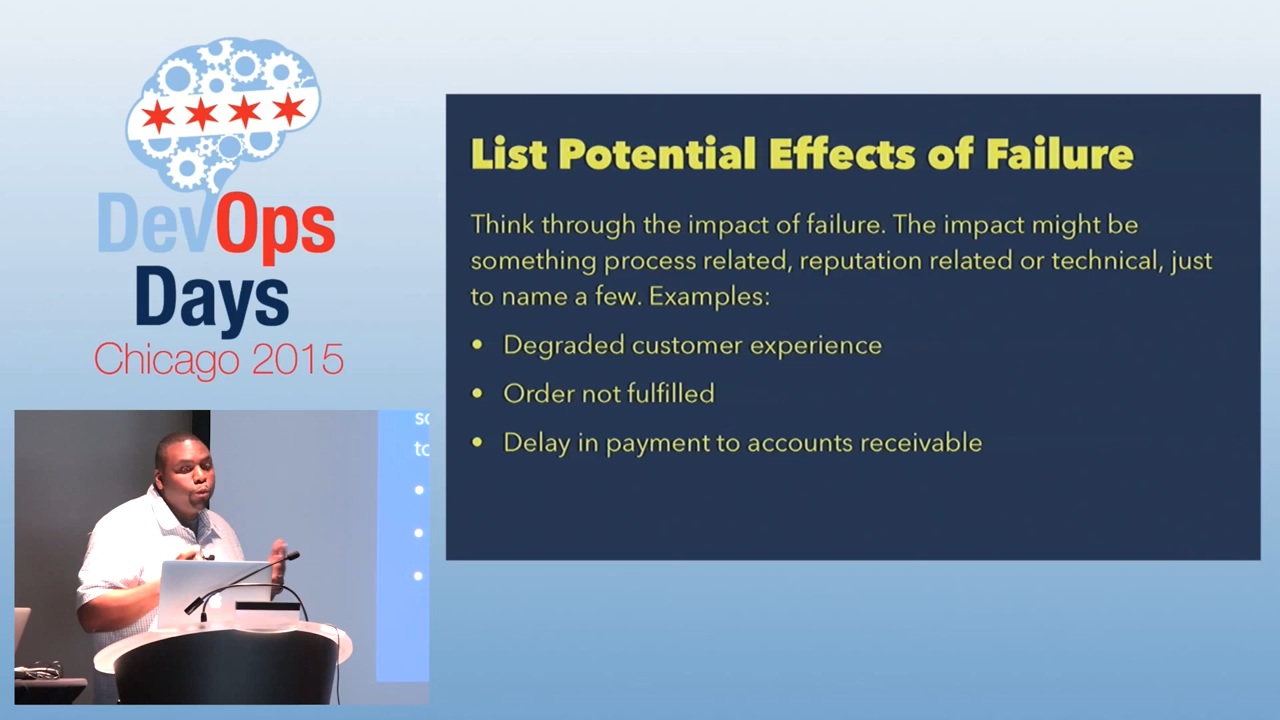 DevOps
Days
Chicago 2015
List Potential Effects of Failure
Think through the impact of failure. The impact might be
something process related, reputation related or technical, just
to name a few. Examples:
• Degraded customer experience
• Order not fulfilled
• Delay in payment to accounts receivable
so
to